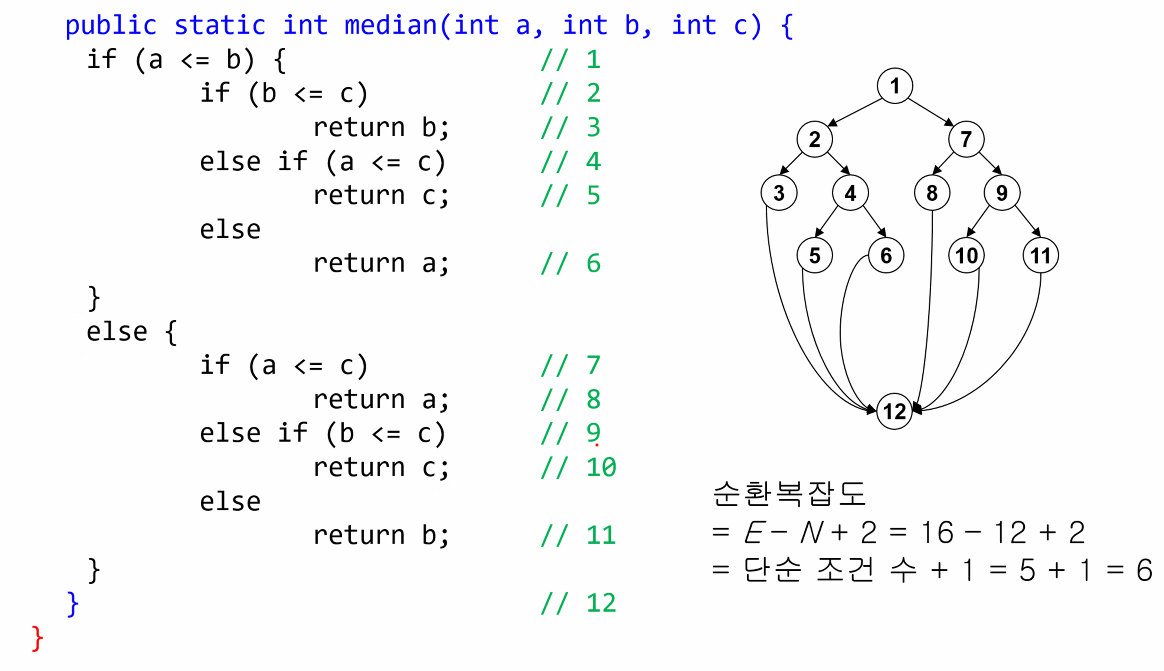 public static int median(int a, int b, int c) {
if (a <= b) { // 1
if (b <= c) // 2
return b; // 3
else if (a <= c) // 4
return c; // 5
else
return a; // 6
}
else {
if (a <= c) // 7
return a; // 8
else if (b <= c) // 9
return c; // 10
else
return b; // 11
}
} // 12
}
1
2 7
3 4 8 9
5 6 10 11
12
순환복잡도
= E – N + 2 = 16 – 12 + 2
= 단순 조건 수 + 1 = 5 + 1 = 6